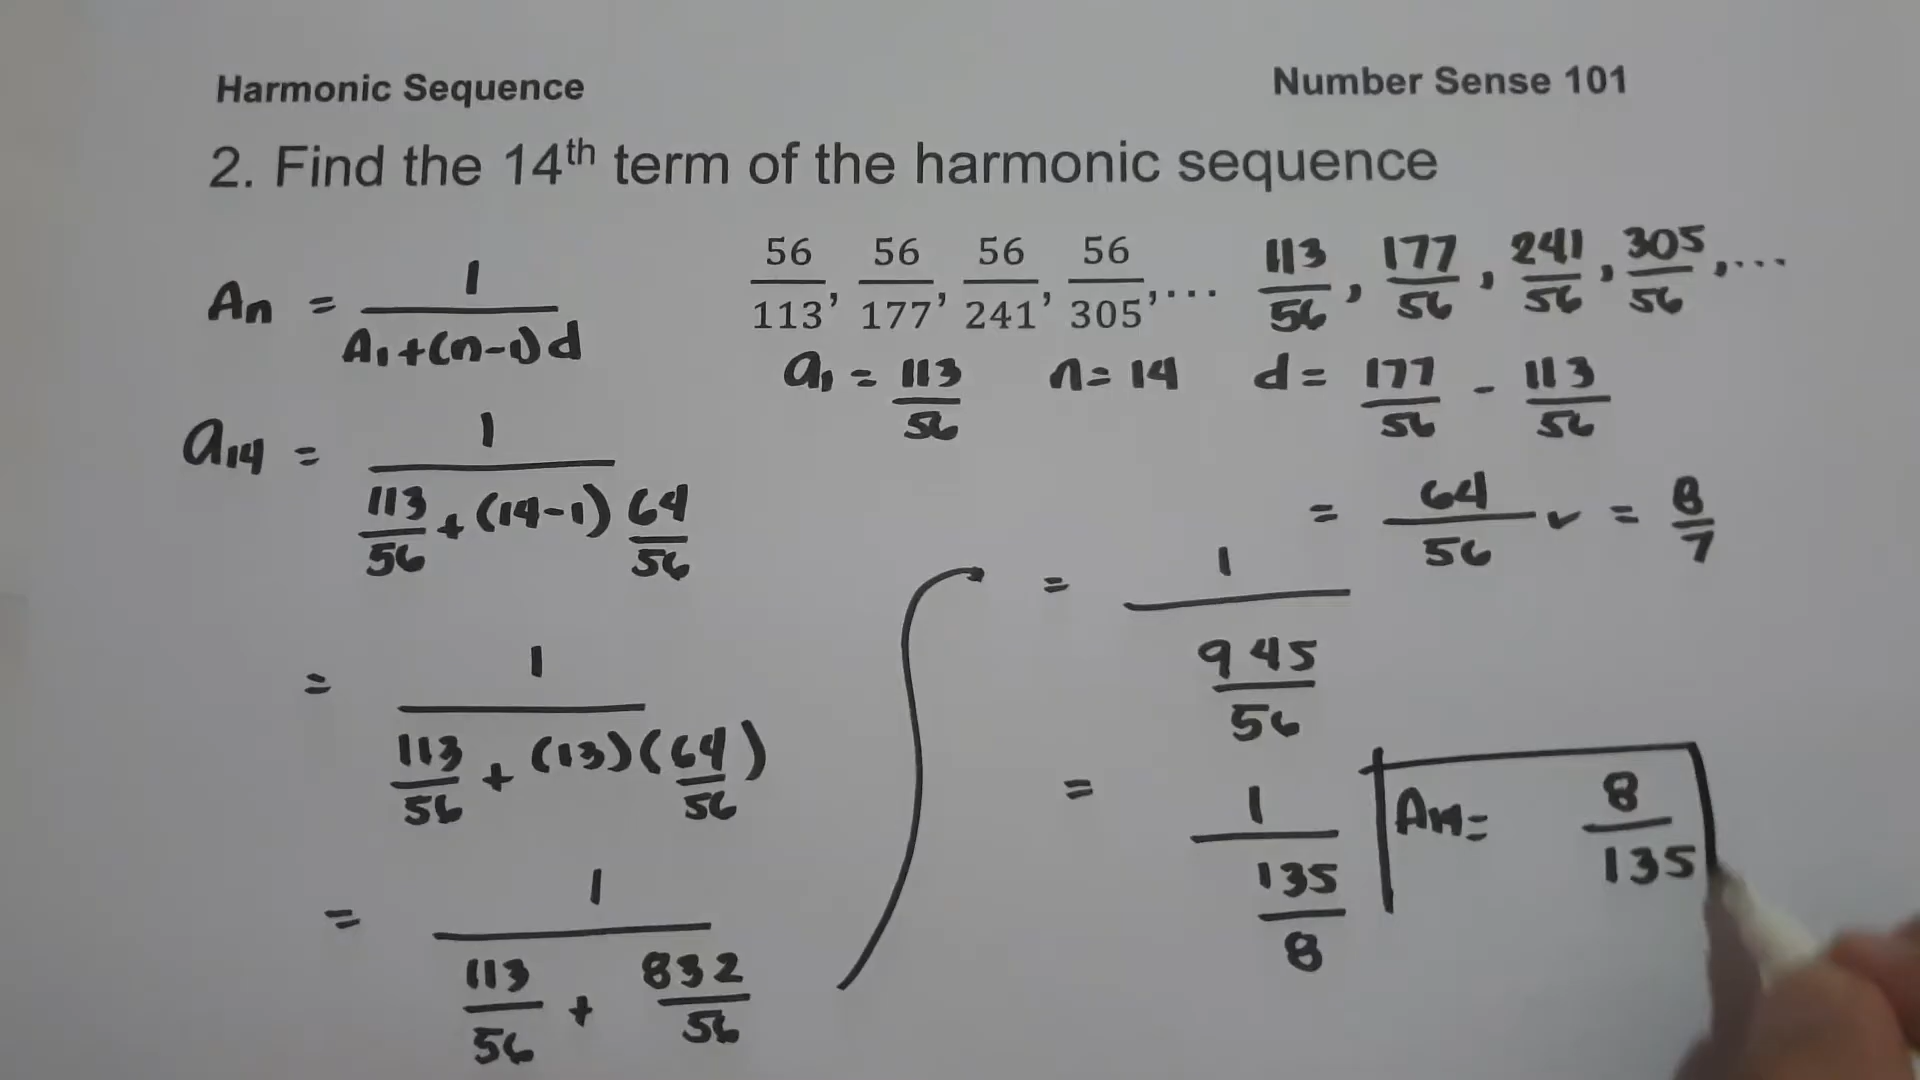 Harmonic Sequence Number Sense 101
2. Find the 14th term of the harmonic sequence
56/113, 56/177, 56/241, 56/305, ... 113/56, 177/56, 241/56, 305/56, ...
An = 1/(A1+(n-1)d)
a1 = 113/56 n = 14 d = 177/56 - 113/56
= 64/56 ✓ = 8/7
a14 = 1/(113/56 + (14-1) 64/56)
= 1/(113/56 + (13)(64/56))
= 1/(113/56 + 832/56)
= 1/(945/56)
= 1/(135/8)
A14 = 8/135